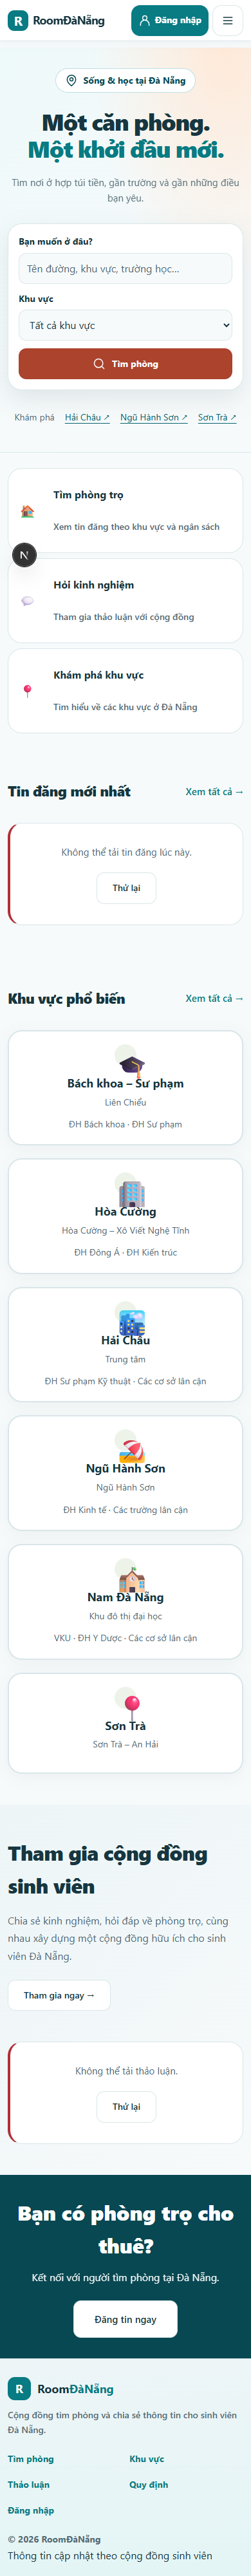 R RoomĐàNẵng Đăng nhập
Sống & học tại Đà Nẵng
Một căn phòng.
Một khởi đầu mới.
Tìm nơi ở hợp túi tiền, gần trường và gần những điều
bạn yêu.
Bạn muốn ở đâu?
Tên đường, khu vực, trường học...
Khu vực
Tất cả khu vực
Tìm phòng
Khám phá Hải Châu ↗ Ngũ Hành Sơn ↗ Sơn Trà ↗
Tìm phòng trọ
Xem tin đăng theo khu vực và ngân sách
N
Hỏi kinh nghiệm
Tham gia thảo luận với cộng đồng
Khám phá khu vực
Tìm hiểu về các khu vực ở Đà Nẵng
Tin đăng mới nhất Xem tất cả →
Không thể tải tin đăng lúc này.
Thử lại
Khu vực phổ biến Xem tất cả →
Bách khoa – Sư phạm
Liên Chiểu
ĐH Bách khoa · ĐH Sư phạm
Hòa Cường
Hòa Cường – Xô Viết Nghệ Tĩnh
ĐH Đông Á · ĐH Kiến trúc
Hải Châu
Trung tâm
ĐH Sư phạm Kỹ thuật · Các cơ sở lân cận
Ngũ Hành Sơn
Ngũ Hành Sơn
ĐH Kinh tế · Các trường lân cận
Nam Đà Nẵng
Khu đô thị đại học
VKU · ĐH Y Dược · Các cơ sở lân cận
Sơn Trà
Sơn Trà – An Hải
Tham gia cộng đồng
sinh viên
Chia sẻ kinh nghiệm, hỏi đáp về phòng trọ, cùng
nhau xây dựng một cộng đồng hữu ích cho sinh
viên Đà Nẵng.
Tham gia ngay →
Không thể tải thảo luận.
Thử lại
Bạn có phòng trọ cho
thuê?
Kết nối với người tìm phòng tại Đà Nẵng.
Đăng tin ngay
R RoomĐàNẵng
Cộng đồng tìm phòng và chia sẻ thông tin cho sinh viên
Đà Nẵng.
Tìm phòng Khu vực
Thảo luận Quy định
Đăng nhập
© 2026 RoomĐàNẵng
Thông tin cập nhật theo cộng đồng sinh viên